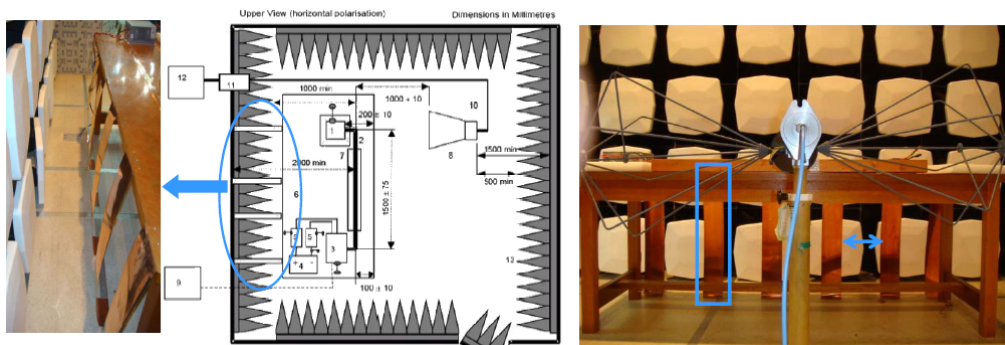 Upper View (horizontal polarisation)
Dimensions in Millimetres
12
11
1000 min
1000 ± 10
10
200 ± 10
1
2
7
8
1500 min
500 min
2000 min
6
1500 ± 75
5
3
4
+ -
9
100 ± 10
13